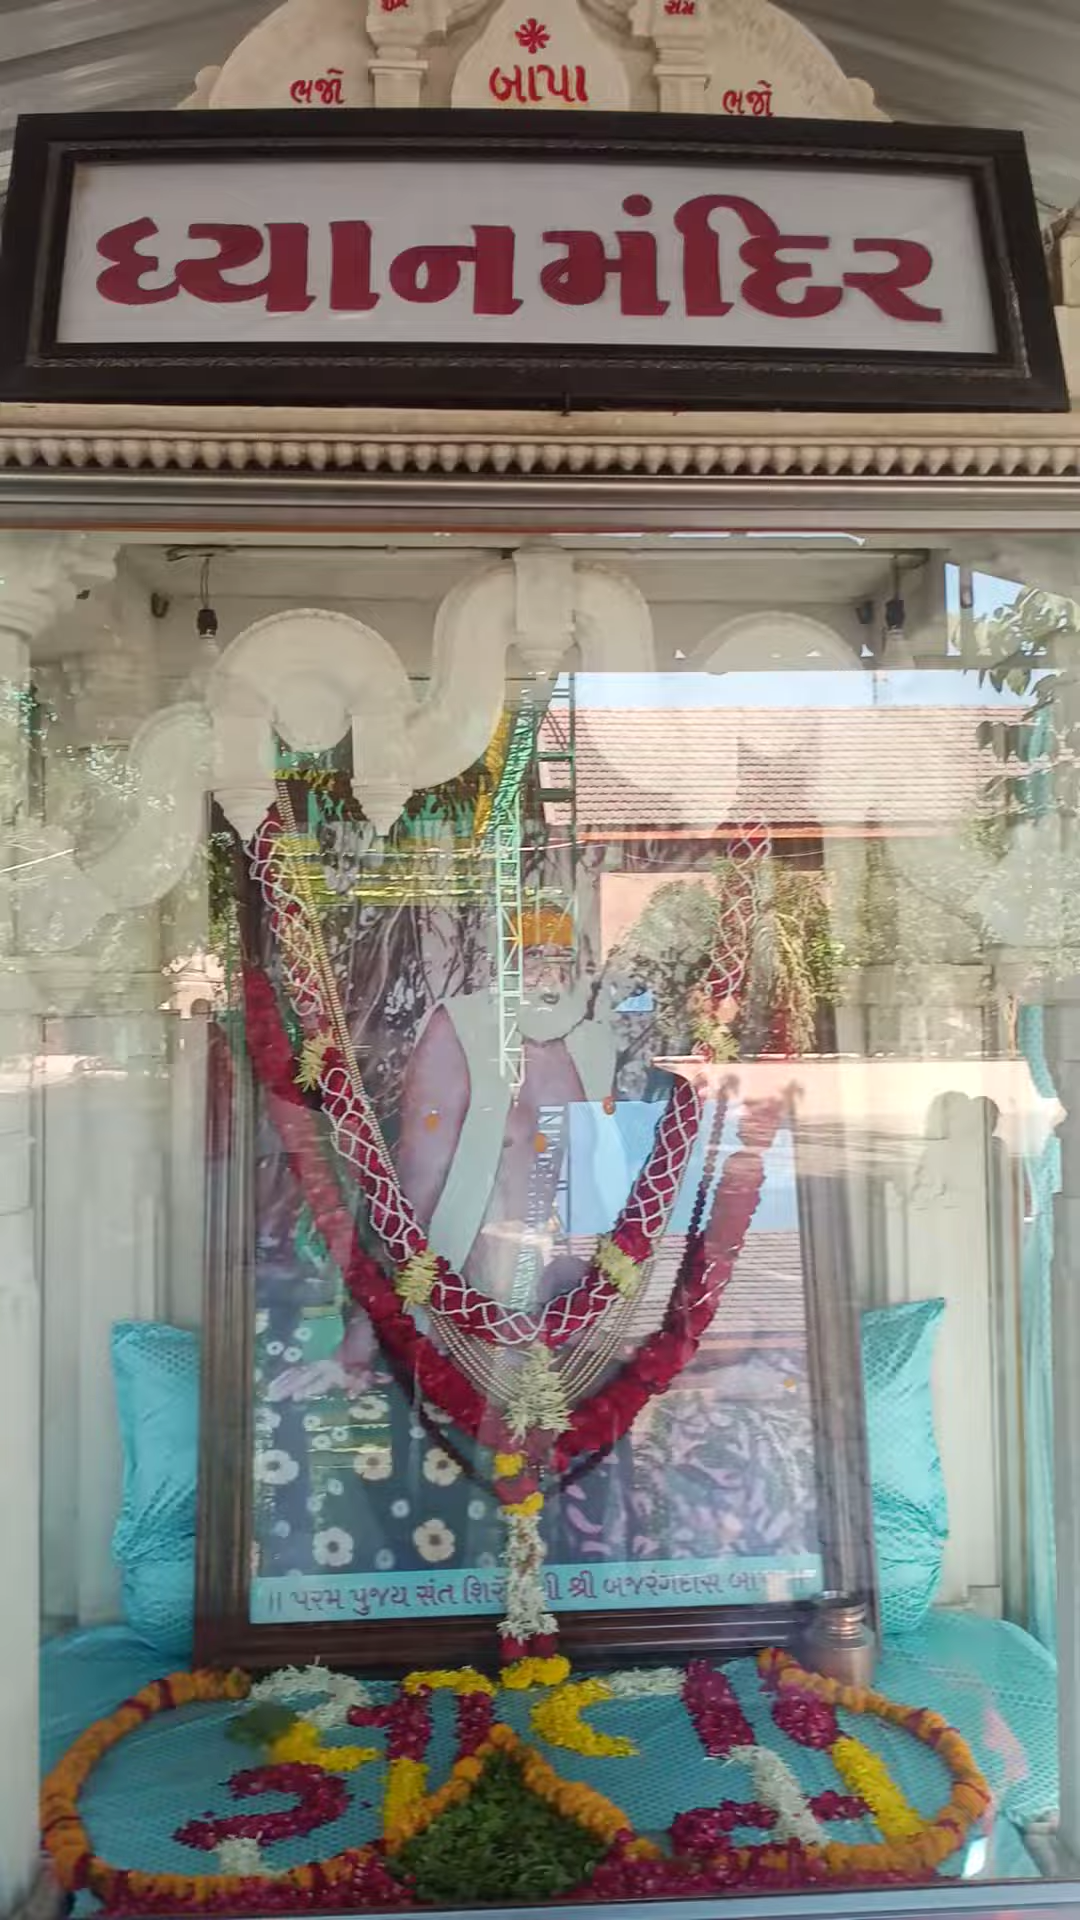 રામ
ભજો બાપા ભજો
ધ્યાનમંદિર
॥ પરમ પુજય સંત શિરો શ્રી બજરંગદાસ